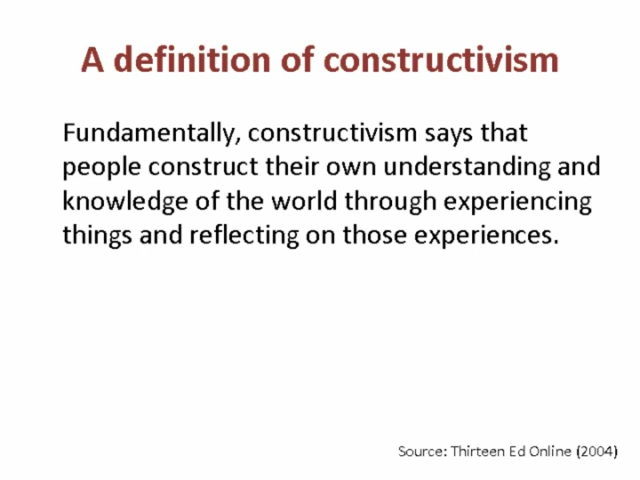 A definition of constructivism
Fundamentally, constructivism says that
people construct their own understanding and
knowledge of the world through experiencing
things and reflecting on those experiences.
Source: Thirteen Ed Online (2004)